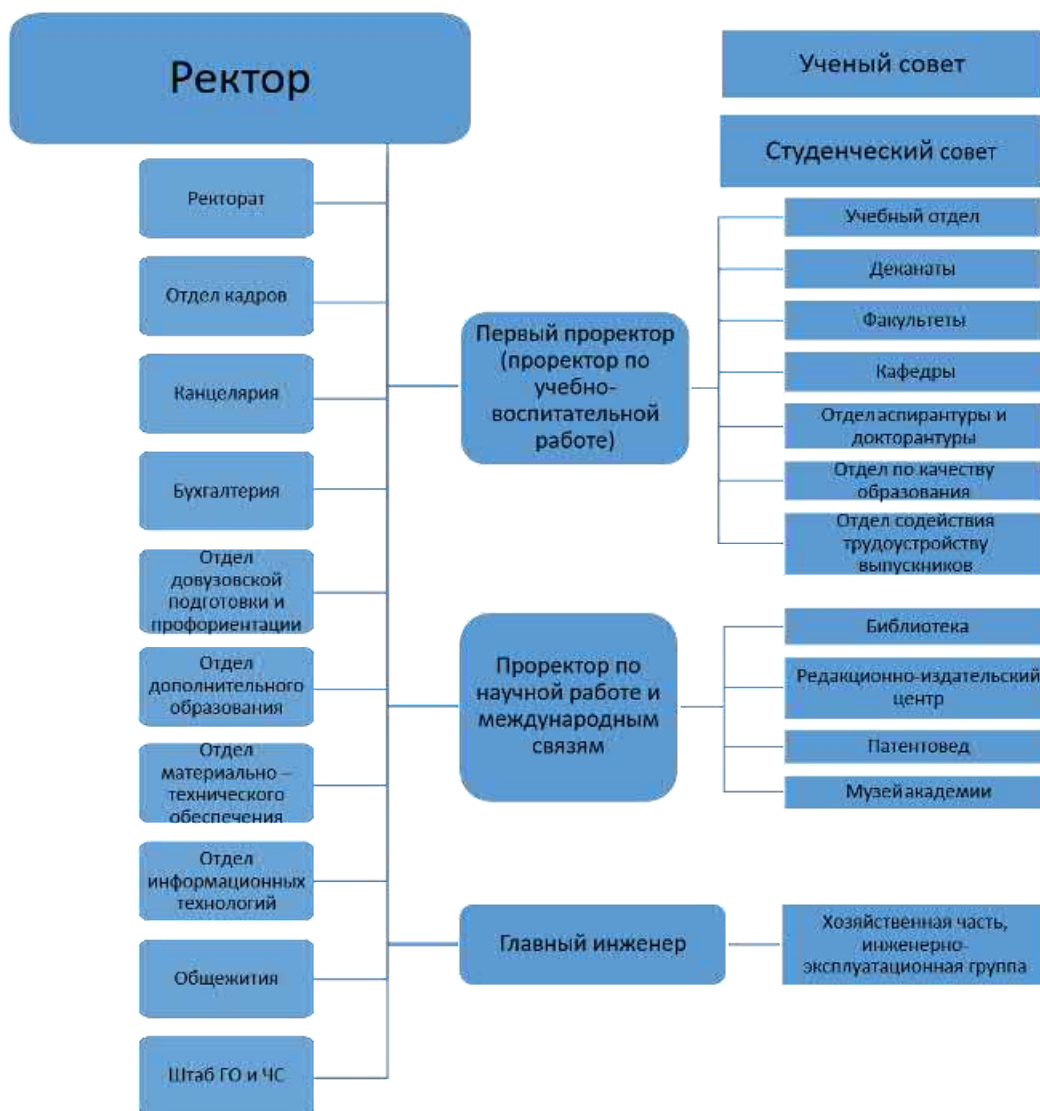 Ректор
Ректорат
Отдел кадров
Канцелярия
Бухгалтерия
Отдел
довузовской
подготовки и
профориентации
Отдел
дополнительного
образования
Отдел
материально –
технического
обеспечения
Отдел
информационных
технологий
Общежития
Штаб ГО и ЧС
Первый проректор
(проректор по
учебно-
воспитательной
работе)
Проректор по
научной работе и
международным
связям
Главный инженер
Ученый совет
Студенческий совет
Учебный отдел
Деканаты
Факультеты
Кафедры
Отдел аспирантуры и
докторантуры
Отдел по качеству
образования
Отдел содействия
трудоустройству
выпускников
Библиотека
Редакционно-издательский
центр
Патентовед
Музей академии
Хозяйственная часть,
инженерно-
эксплуатационная группа